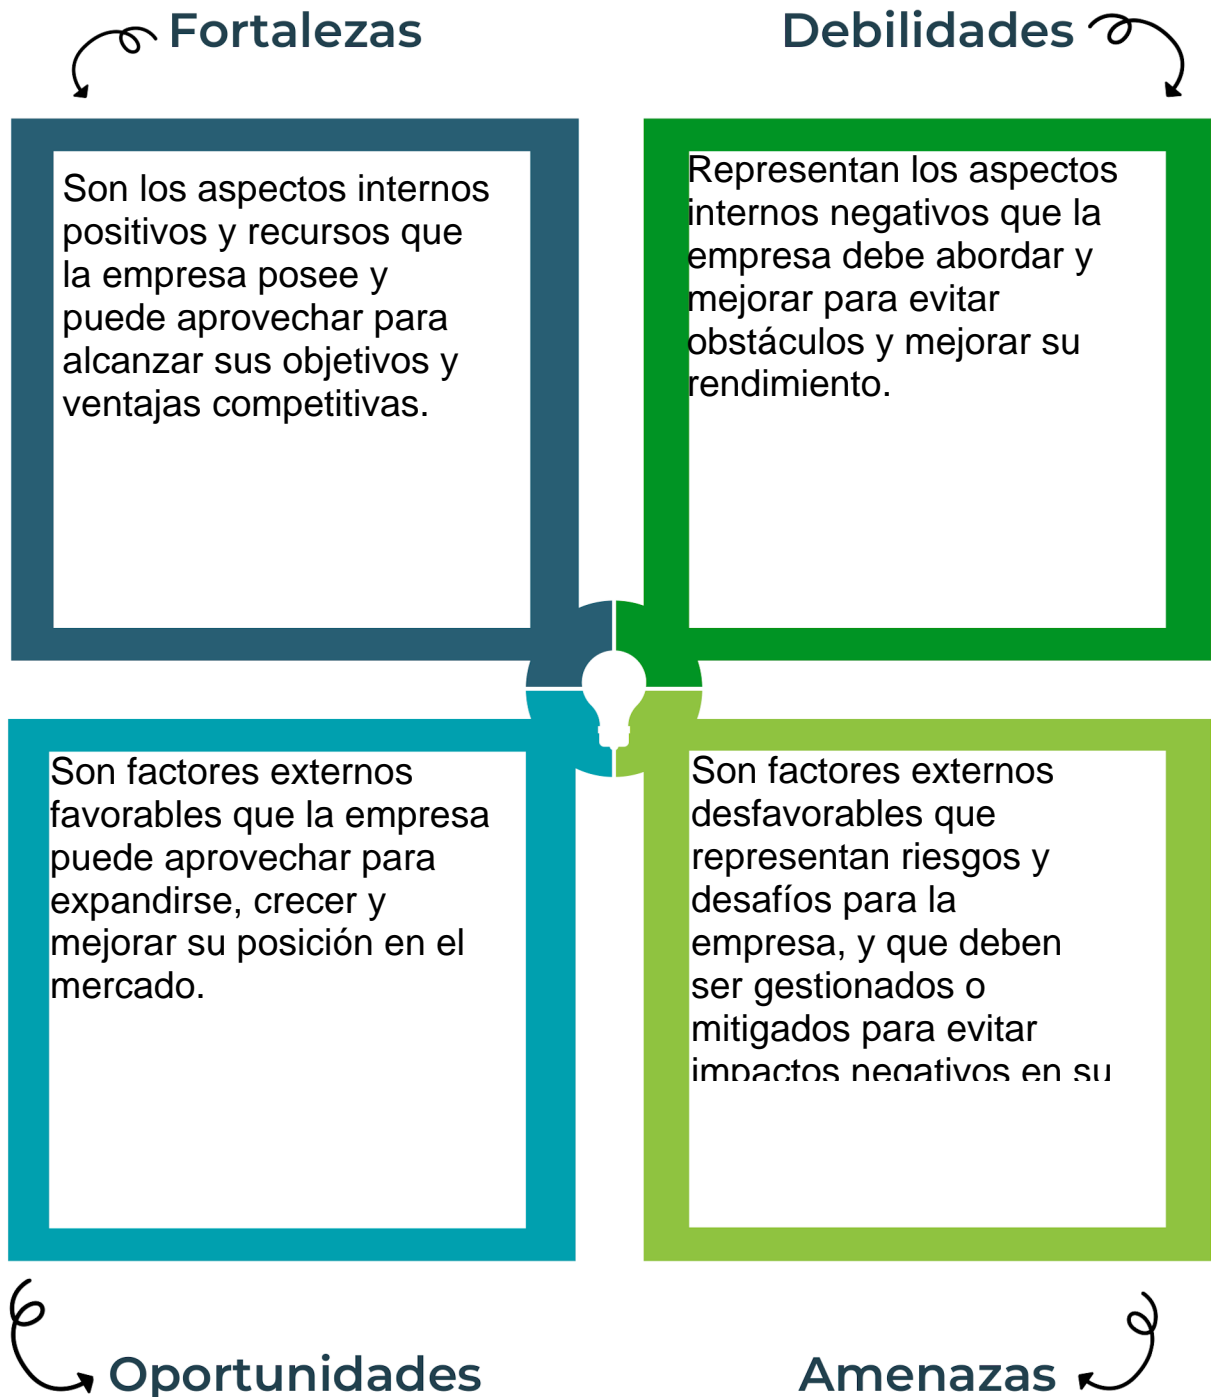 Fortalezas
Son los aspectos internos
positivos y recursos que
la empresa posee y
puede aprovechar para
alcanzar sus objetivos y
ventajas competitivas.
Debilidades
Representan los aspectos
internos negativos que la
empresa debe abordar y
mejorar para evitar
obstáculos y mejorar su
rendimiento.
Son factores externos
favorables que la empresa
puede aprovechar para
expandirse, crecer y
mejorar su posición en el
mercado.
Oportunidades
Son factores externos
desfavorables que
representan riesgos y
desafíos para la
empresa, y que deben
ser gestionados o
mitigados para evitar
impactos negativos en su
Amenazas